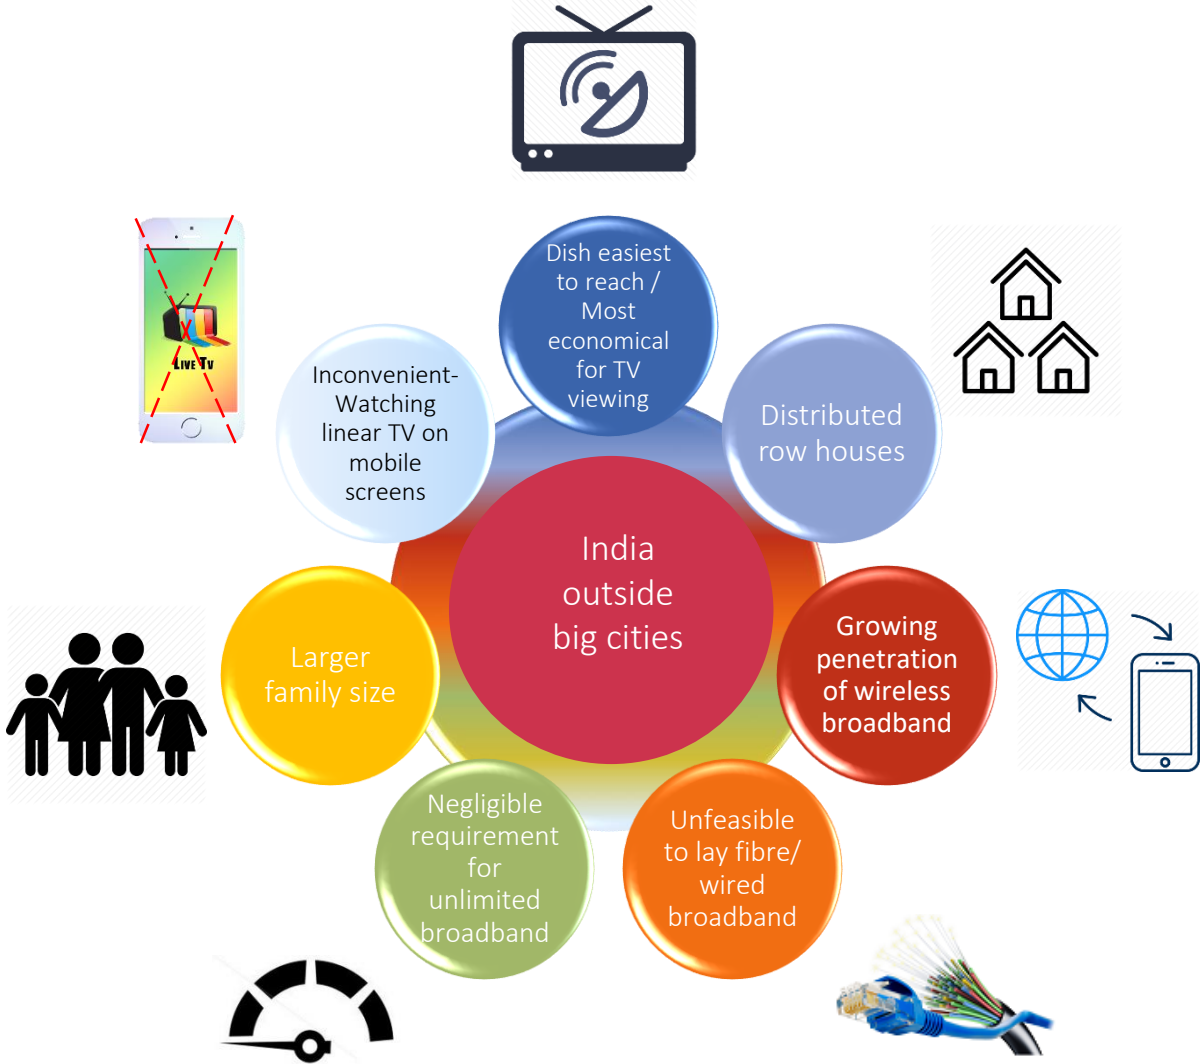 Dish easiest
to reach /
Most
economical
for TV
viewing
Distributed
row houses
Growing
penetration
of wireless
broadband
Unfeasible
to lay fibre/
wired
broadband
Negligible
requirement
for
unlimited
broadband
Larger
family size
Inconvenient-
Watching
linear TV on
mobile
screens
India
outside
big cities
LIVE TV